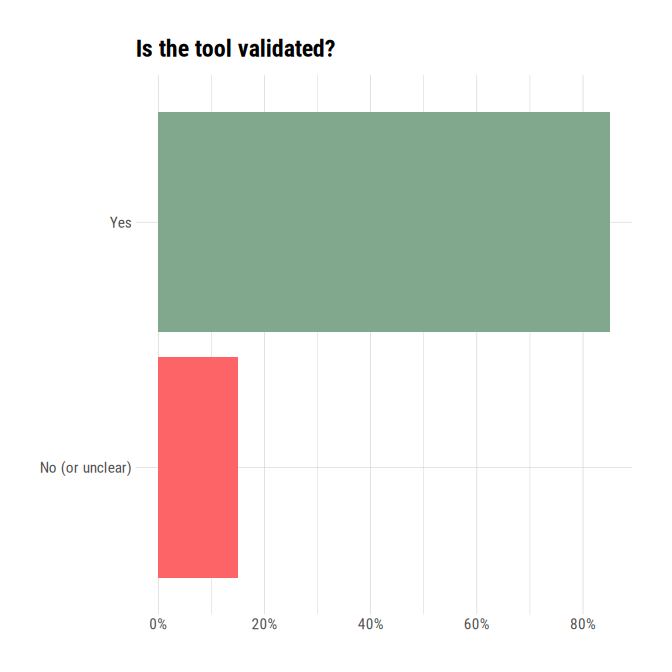 Is the tool validated?
Yes
No (or unclear)
0% 20% 40% 60% 80%